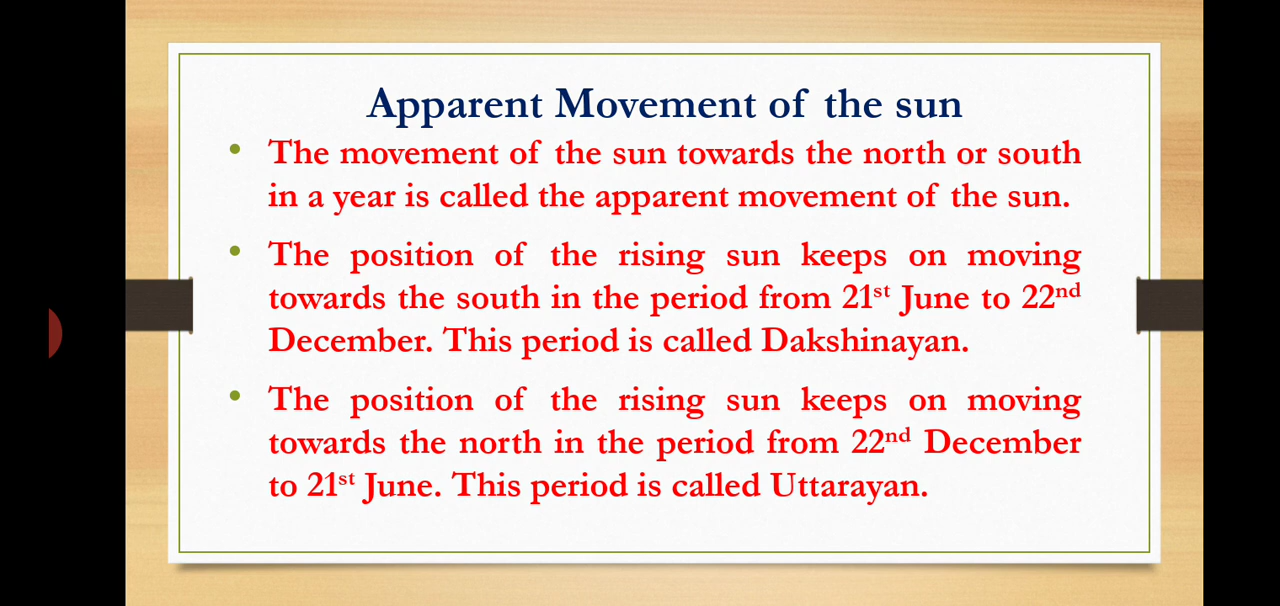 Apparent Movement of the sun
• The movement of the sun towards the north or south
in a year is called the apparent movement of the sun.
• The position of the rising sun keeps on moving
towards the south in the period from 21st June to 22nd
December. This period is called Dakshinayan.
• The position of the rising sun keeps on moving
towards the north in the period from 22nd December
to 21st June. This period is called Uttarayan.